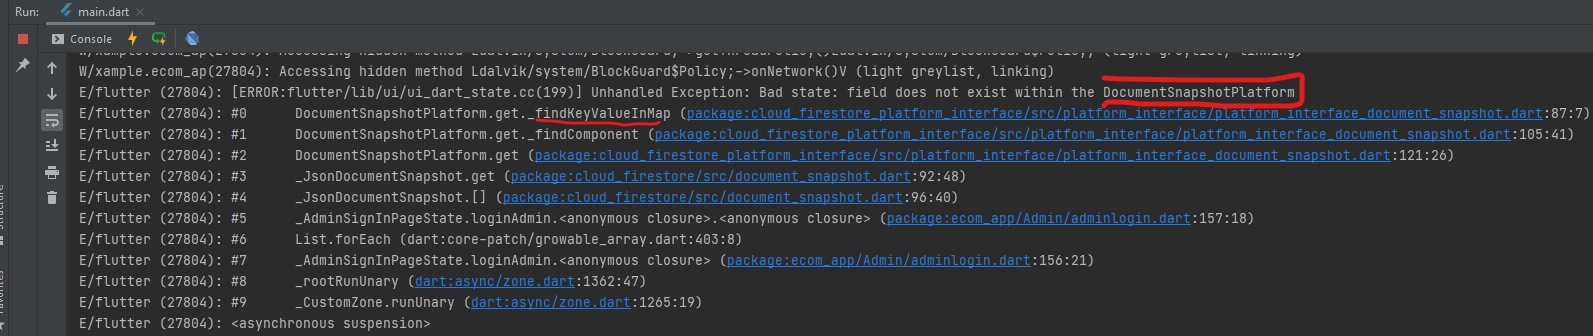 Run:
main.dart
Console
W/xample.ecom_ap(27804): Accessing hidden method Ldalvik/system/BlockGuard$Policy;->onNetwork()V (light greylist, linking)
E/flutter (27804): [ERROR:flutter/lib/ui/ui_dart_state.cc(199)] Unhandled Exception: Bad state: field does not exist within the DocumentSnapshotPlatform
E/flutter (27804): #0      DocumentSnapshotPlatform.get._findKeyValueInMap (package:cloud_firestore_platform_interface/src/platform_interface/platform_interface_document_snapshot.dart:87:7)
E/flutter (27804): #1      DocumentSnapshotPlatform.get._findComponent (package:cloud_firestore_platform_interface/src/platform_interface/platform_interface_document_snapshot.dart:105:41)
E/flutter (27804): #2      DocumentSnapshotPlatform.get (package:cloud_firestore_platform_interface/src/platform_interface/platform_interface_document_snapshot.dart:121:26)
E/flutter (27804): #3      _JsonDocumentSnapshot.get (package:cloud_firestore/src/document_snapshot.dart:92:48)
E/flutter (27804): #4      _JsonDocumentSnapshot.[] (package:cloud_firestore/src/document_snapshot.dart:96:40)
E/flutter (27804): #5      _AdminSignInPageState.loginAdmin.<anonymous closure>.<anonymous closure> (package:ecom_app/Admin/adminlogin.dart:157:18)
E/flutter (27804): #6      List.forEach (dart:core-patch/growable_array.dart:403:8)
E/flutter (27804): #7      _AdminSignInPageState.loginAdmin.<anonymous closure> (package:ecom_app/Admin/adminlogin.dart:156:21)
E/flutter (27804): #8      _rootRunUnary (dart:async/zone.dart:1362:47)
E/flutter (27804): #9      _CustomZone.runUnary (dart:async/zone.dart:1265:19)
E/flutter (27804): <asynchronous suspension>